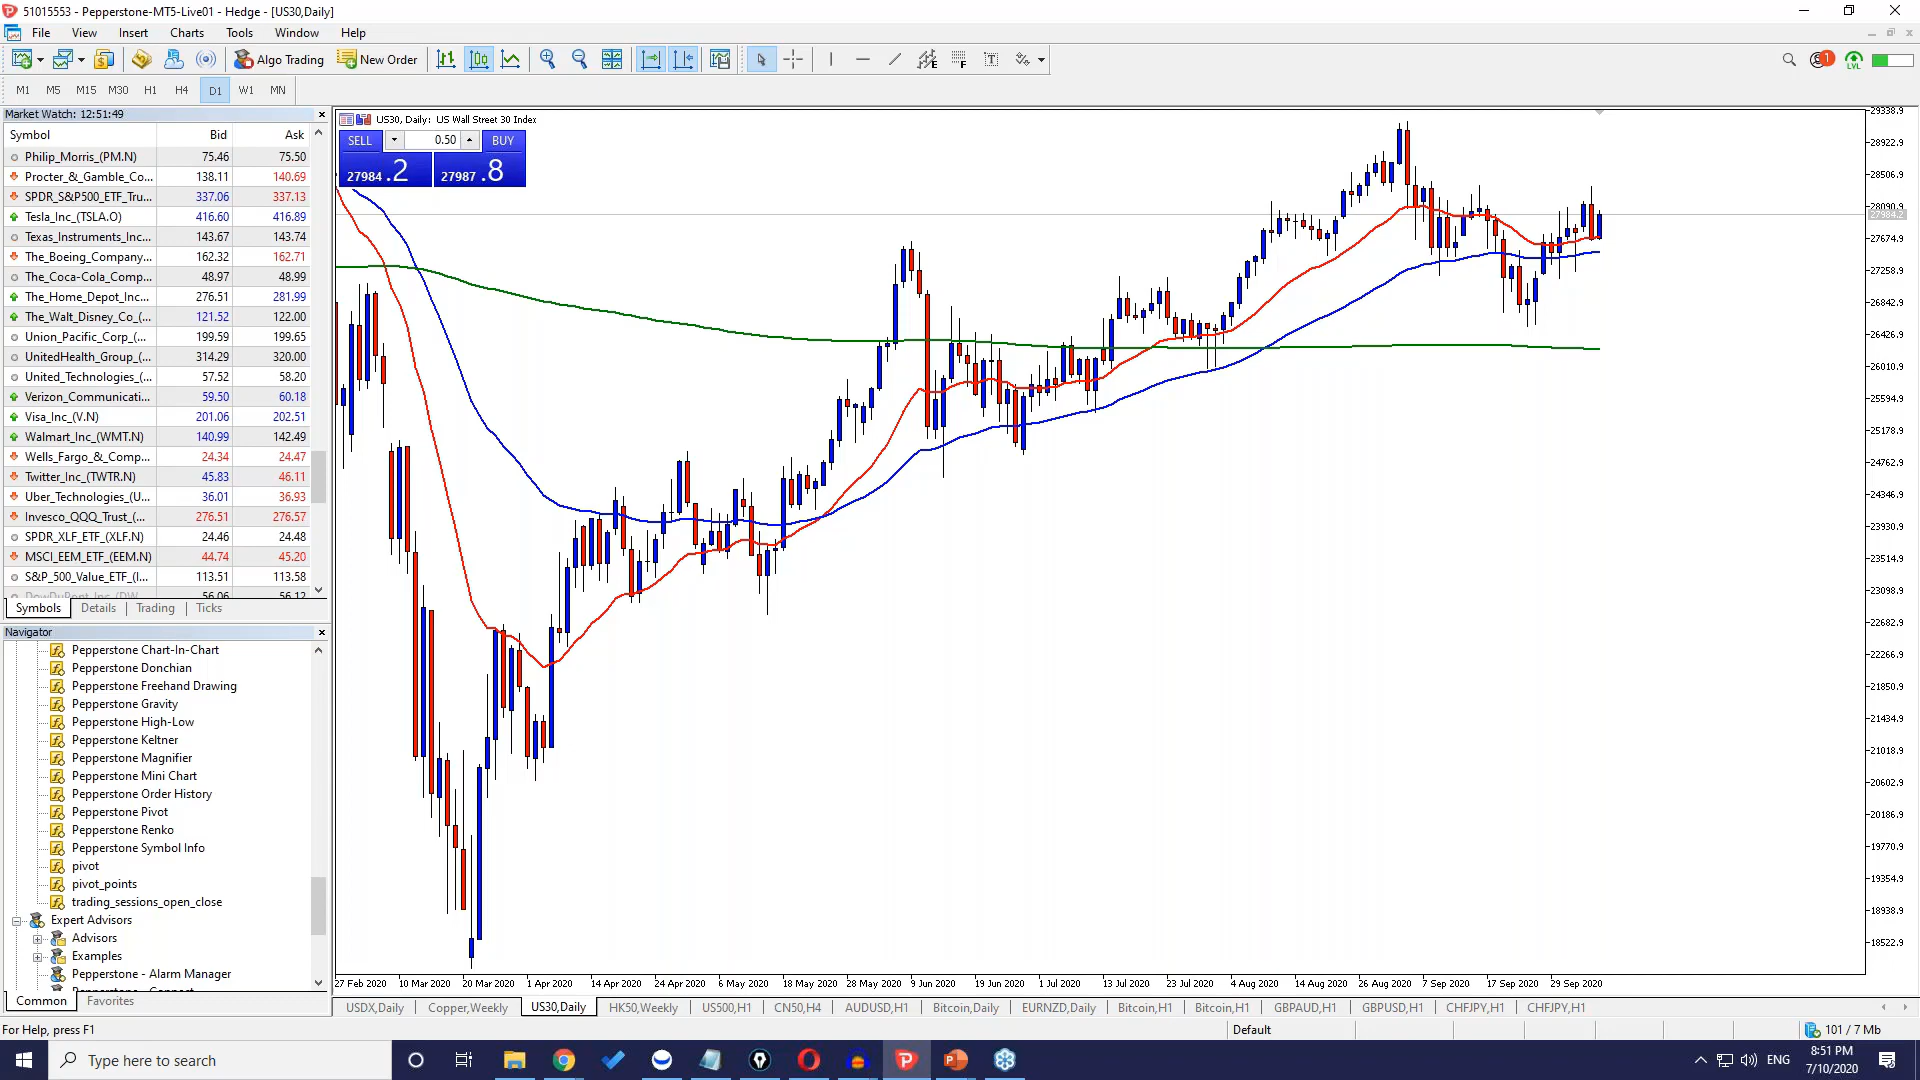 51015553 - Pepperstone-MT5-Live01 - Hedge - [US30,Daily]
File View Insert Charts Tools Window Help
Algo Trading New Order
1
LVL
M1 M5 M15 M30 H1 H4 D1 W1 MN
Market Watch: 12:51:49
Symbol Bid Ask
Philip_Morris_(PM.N) 75.46 75.50
Procter_&_Gamble_Co... 138.11 140.69
SPDR_S&P500_ETF_Tru... 337.06 337.13
Tesla_Inc_(TSLA.O) 416.60 416.89
Texas_Instruments_Inc... 143.67 143.74
The_Boeing_Company... 162.32 162.71
The_Coca-Cola_Comp... 48.97 48.99
The_Home_Depot_Inc... 276.51 281.99
The_Walt_Disney_Co_(... 121.52 122.00
Union_Pacific_Corp_(... 199.59 199.65
UnitedHealth_Group_(... 314.29 320.00
United_Technologies_(... 57.52 58.20
Verizon_Communicati... 59.50 60.18
Visa_Inc_(V.N) 201.06 202.51
Walmart_Inc_(WMT.N) 140.99 142.49
Wells_Fargo_&_Comp... 24.34 24.47
Twitter_Inc_(TWTR.N) 45.83 46.11
Uber_Technologies_(U... 36.01 36.93
Invesco_QQQ_Trust_(... 276.51 276.57
SPDR_XLF_ETF_(XLF.N) 24.46 24.48
MSCI_EEM_ETF_(EEM.N) 44.74 45.20
S&P_500_Value_ETF_(I... 113.51 113.58
DowDuPont_Inc_(DW... 56.06 56.12
Symbols Details Trading Ticks
Navigator
Pepperstone Chart-In-Chart
Pepperstone Donchian
Pepperstone Freehand Drawing
Pepperstone Gravity
Pepperstone High-Low
Pepperstone Keltner
Pepperstone Magnifier
Pepperstone Mini Chart
Pepperstone Order History
Pepperstone Pivot
Pepperstone Renko
Pepperstone Symbol Info
pivot
pivot_points
trading_sessions_open_close
Expert Advisors
Advisors
Examples
Pepperstone - Alarm Manager
Common Favorites
US30, Daily: US Wall Street 30 Index
SELL 0.50 BUY
27984 .2 27987 .8
29338.9
28922.9
28506.9
28090.9
27984.2
27674.9
27258.9
26842.9
26426.9
26010.9
25594.9
25178.9
24762.9
24346.9
23930.9
23514.9
23098.9
22682.9
22266.9
21850.9
21434.9
21018.9
20602.9
20186.9
19770.9
19354.9
18938.9
18522.9
27 Feb 2020 10 Mar 2020 20 Mar 2020 1 Apr 2020 14 Apr 2020 24 Apr 2020 6 May 2020 18 May 2020 28 May 2020 9 Jun 2020 19 Jun 2020 1 Jul 2020 13 Jul 2020 23 Jul 2020 4 Aug 2020 14 Aug 2020 26 Aug 2020 7 Sep 2020 17 Sep 2020 29 Sep 2020
USDX,Daily Copper,Weekly US30,Daily HK50,Weekly US500,H1 CN50,H4 AUDUSD,H1 Bitcoin,Daily EURNZD,Daily Bitcoin,H1 Bitcoin,H1 GBPAUD,H1 GBPUSD,H1 CHFJPY,H1 CHFJPY,H1
For Help, press F1 Default 101 / 7 Mb
Type here to search
ENG
8:51 PM
7/10/2020